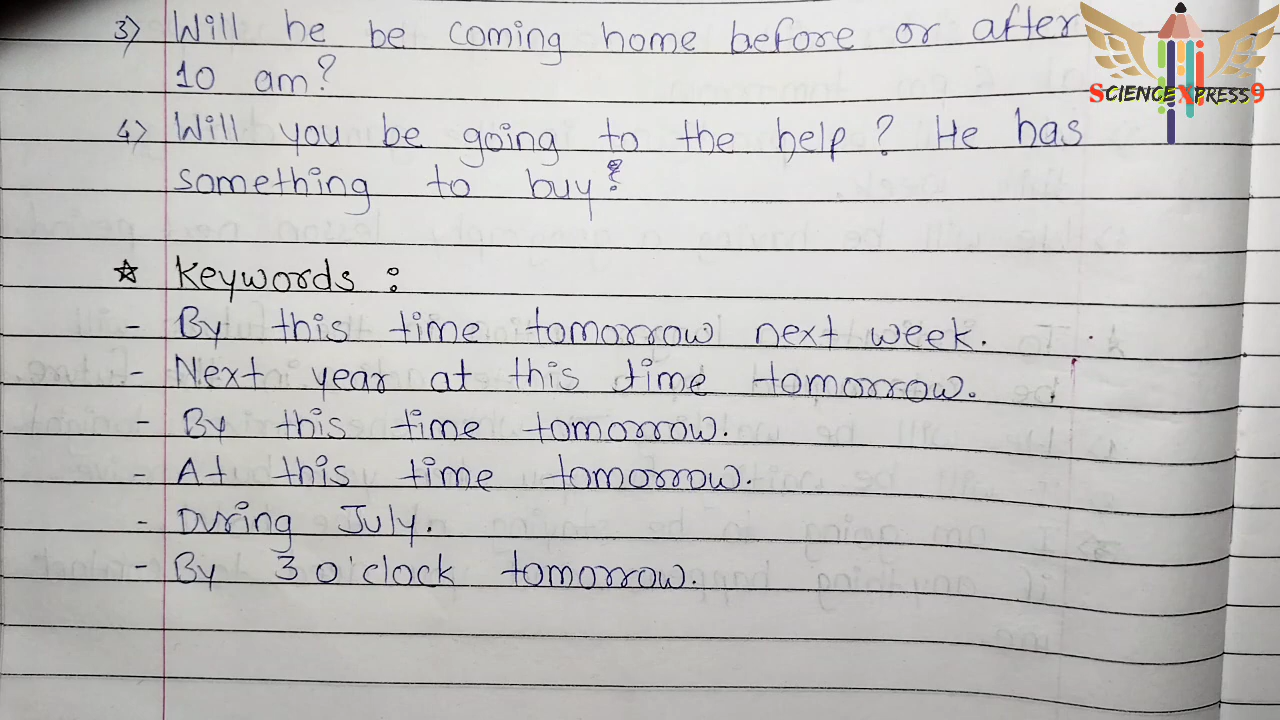 3) Will he be coming home before or after
10 am?
4) Will you be going to the help? He has
something to buy?
☆ Keywords :
- By this time tomorrow next week.
- Next year at this time tomorrow.
- By this time tomorrow.
- At this time tomorrow.
- During July.
- By 3 o'clock tomorrow.
SCIENCEXPRESS9